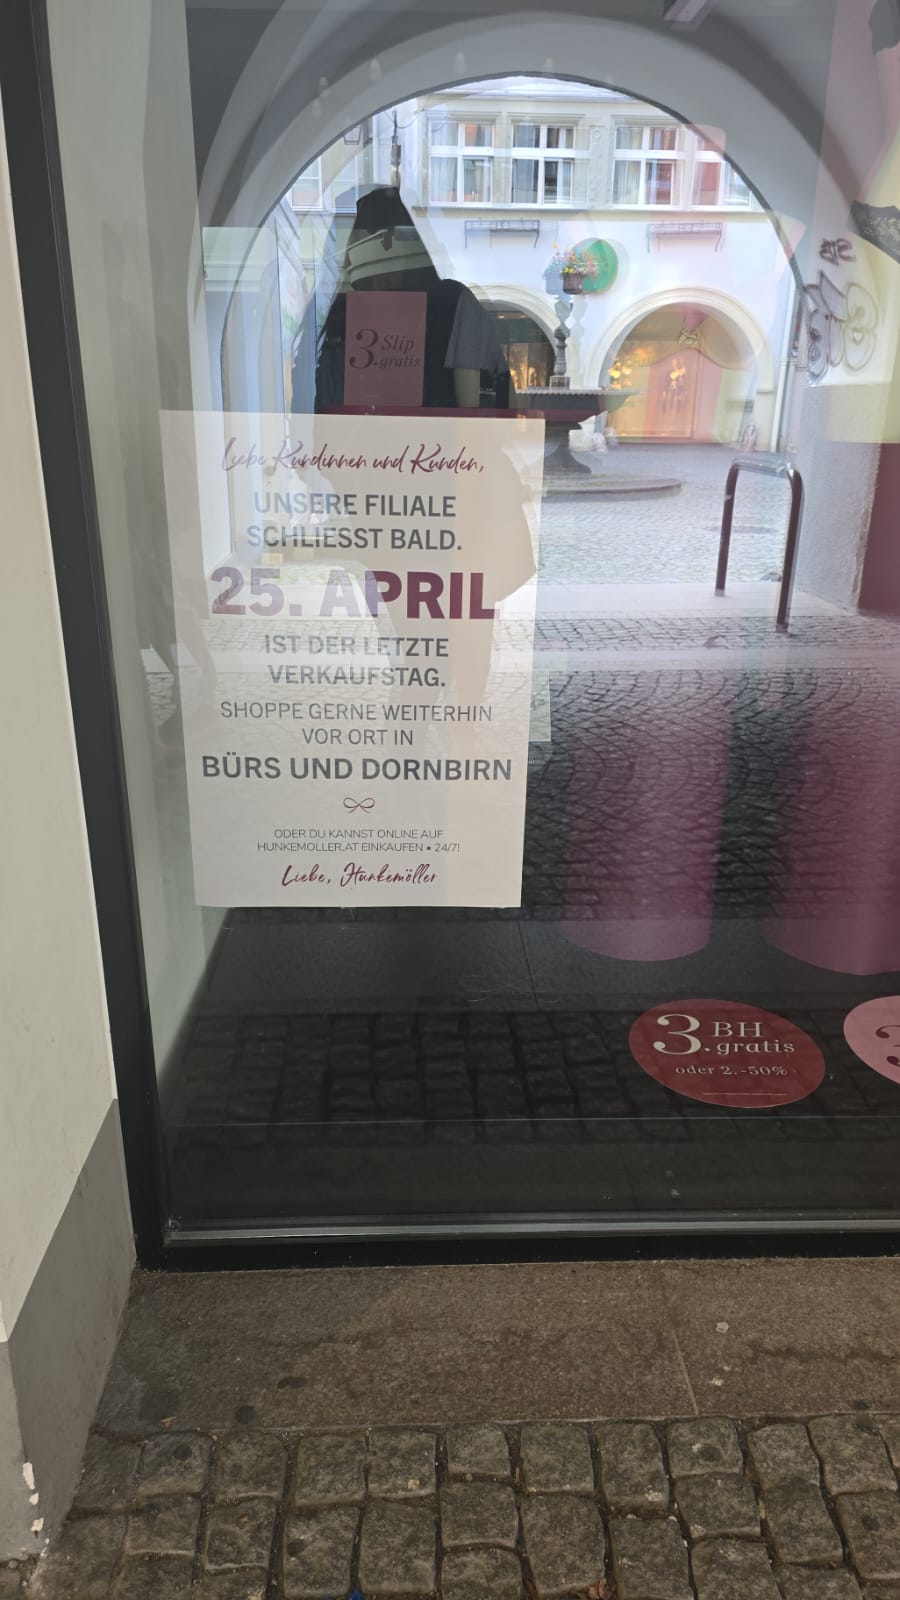 3. Slip
gratis
Liebe Kundinnen und Kunden,
UNSERE FILIALE
SCHLIESST BALD.
25. APRIL
IST DER LETZTE
VERKAUFSTAG.
SHOPPE GERNE WEITERHIN
VOR ORT IN
BÜRS UND DORNBIRN
ODER DU KANNST ONLINE AUF
HUNKEMOLLER.AT EINKAUFEN • 24/7!
Liebe, Hunkemöller
3. BH
gratis
oder 2. -50%
3